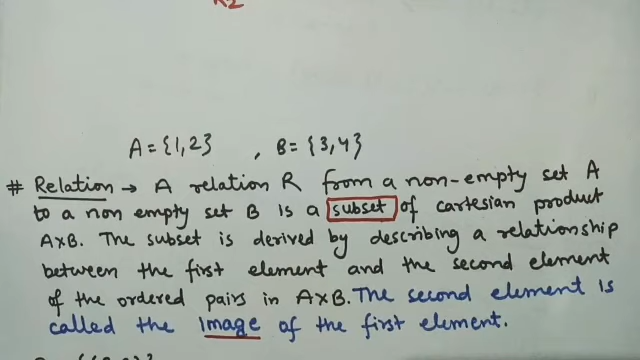 R2
A = {1,2} , B = {3,4}
# Relation → A relation R from a non-empty set A
to a non empty set B is a subset of cartesian product
A×B. The subset is derived by describing a relationship
between the first element and the second element
of the ordered pairs in A×B. The second element is
called the image of the first element.